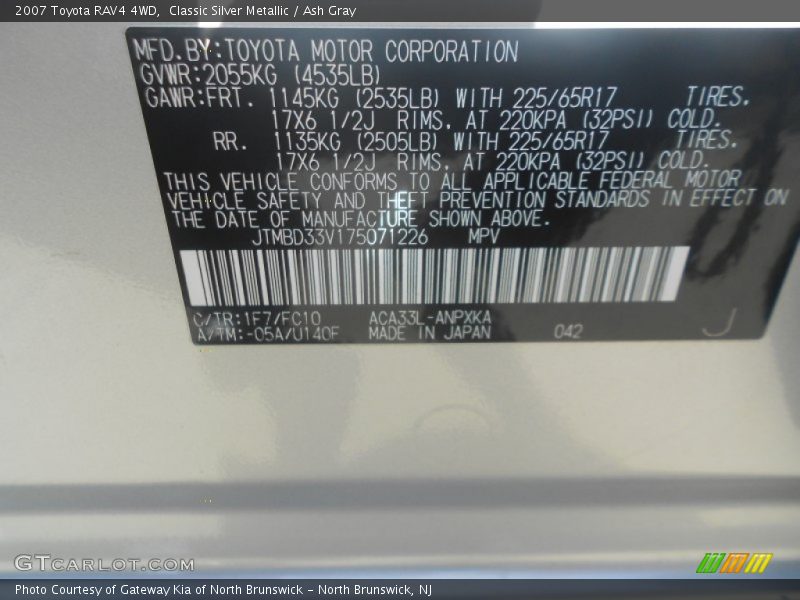 2007 Toyota RAV4 4WD,  Classic Silver Metallic / Ash Gray
MFD.BY:TOYOTA MOTOR CORPORATION
GVWR:2055KG (4535LB)
GAWR:FRT. 1145KG (2535LB) WITH 225/65R17 TIRES.
17X6 1/2J RIMS, AT 220KPA (32PSI) COLD.
RR. 1135KG (2505LB) WITH 225/65R17 TIRES.
17X6 1/2J RIMS, AT 220KPA (32PSI) COLD.
THIS VEHICLE CONFORMS TO ALL APPLICABLE FEDERAL MOTOR
VEHICLE SAFETY AND THEFT PREVENTION STANDARDS IN EFFECT ON
THE DATE OF MANUFACTURE SHOWN ABOVE.
JTMBD33V175071226 MPV
C/TR:1F7/FC10 ACA33L-ANPXKA
A/TM:-05A/U140F MADE IN JAPAN 042 J
GTCARLOT.COM
Photo Courtesy of Gateway Kia of North Brunswick - North Brunswick, NJ